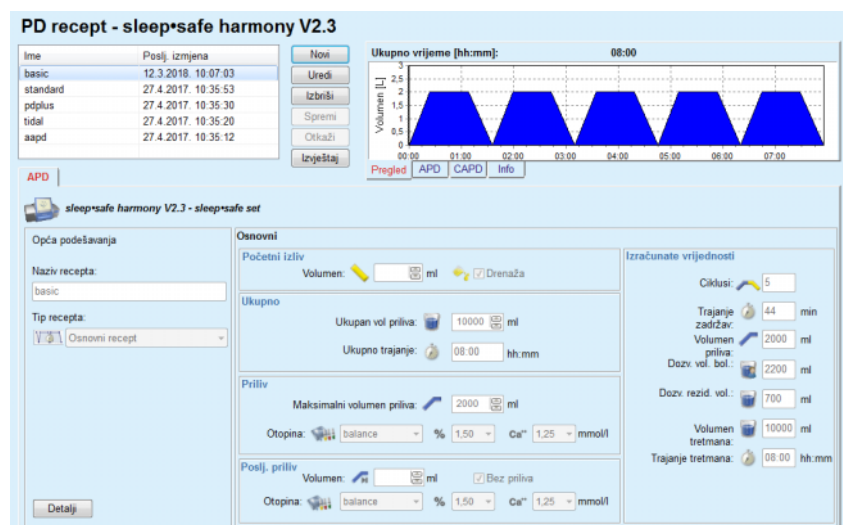 PD recept - sleep•safe harmony V2.3
Ime Poslj. izmjena
basic 12.3.2018. 10:07:03
standard 27.4.2017. 10:35:53
pdplus 27.4.2017. 10:35:30
tidal 27.4.2017. 10:35:20
aapd 27.4.2017. 10:35:12
Novi
Uredi
Izbriši
Spremi
Otkaži
Izvještaj
Ukupno vrijeme [hh:mm]: 08:00
Volumen [L]
3
2,5
2
1,5
1
0,5
0
00:00 01:00 02:00 03:00 04:00 05:00 06:00 07:00
Pregled APD CAPD Info
APD
sleep•safe harmony V2.3 - sleep•safe set
Opća podešavanja
Naziv recepta:
basic
Tip recepta:
Osnovni recept
Detalji
Osnovni
Početni izliv
Volumen: ml Drenaža
Ukupno
Ukupan vol priliva: 10000 ml
Ukupno trajanje: 08:00 hh:mm
Priliv
Maksimalni volumen priliva: 2000 ml
Otopina: balance % 1,50 Ca⁺⁺ 1,25 mmol/l
Poslj. priliv
Volumen: ml Bez priliva
Otopina: balance % 1,50 Ca⁺⁺ 1,25 mmol/l
Izračunate vrijednosti
Ciklusi: 5
Trajanje zadržav: 44 min
Volumen priliva: 2000 ml
Dozv. vol. bol.: 2200 ml
Dozv. rezid. vol.: 700 ml
Volumen tretmana: 10000 ml
Trajanje tretmana: 08:00 hh:mm